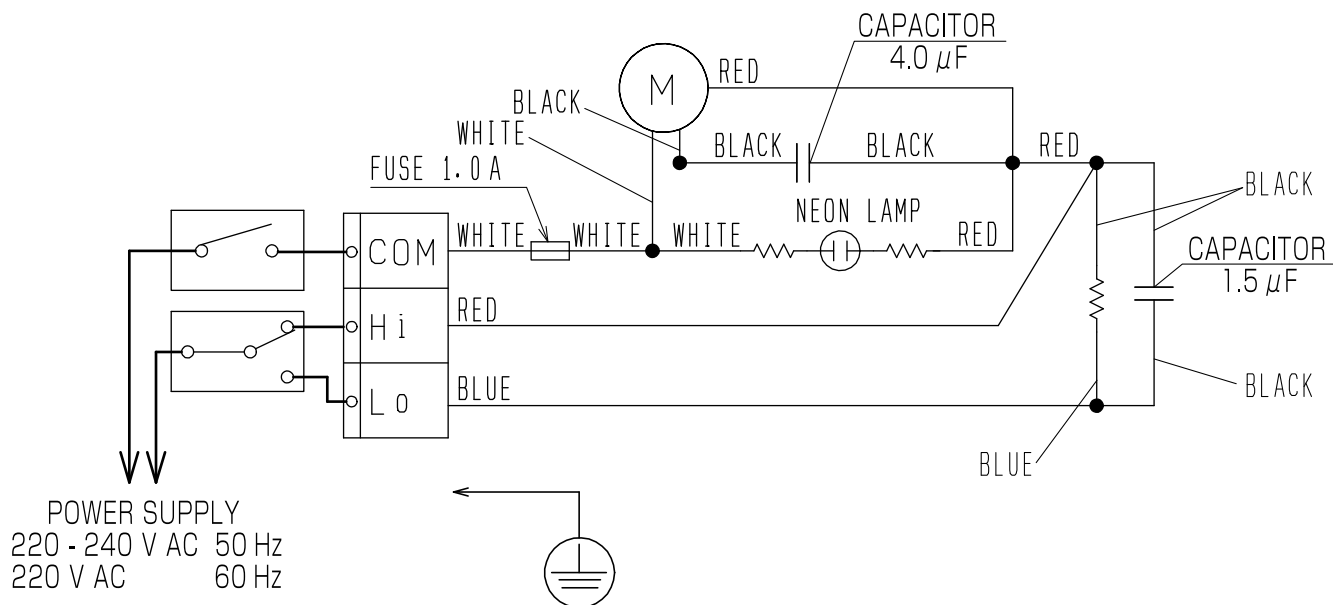 CAPACITOR
4.0 μF
RED
M
BLACK
WHITE
BLACK
BLACK
RED
FUSE 1.0A
BLACK
NEON LAMP
WHITE
WHITE
WHITE
RED
COM
CAPACITOR
1.5 μF
RED
Hi
BLUE
Lo
BLACK
BLUE
POWER SUPPLY
220 - 240 V AC 50 Hz
220 V AC 60 Hz